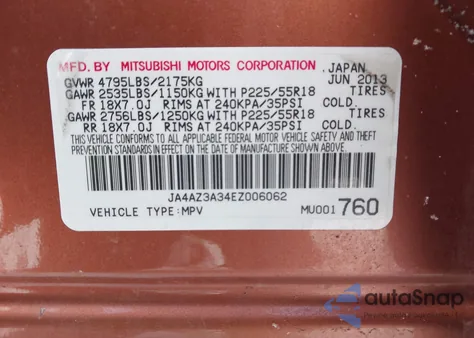 MFD. BY MITSUBISHI MOTORS CORPORATION JAPAN
GVWR 4795LBS/2175KG JUN 2013
GAWR 2535LBS/1150KG WITH P225/55R18 TIRES
FR 18X7.0J RIMS AT 240KPA/35PSI COLD.
GAWR 2756LBS/1250KG WITH P225/55R18 TIRES
RR 18X7.0J RIMS AT 240KPA/35PSI COLD.
THIS VEHICLE CONFORMS TO ALL APPLICABLE FEDERAL MOTOR VEHICLE
SAFETY, BUMPER AND THEFT PREVENTION STANDARDS
IN EFFECT ON THE DATE OF MANUFACTURE SHOWN ABOVE.
JA4AZ3A34EZ006062
VEHICLE TYPE:MPV MU001760
autoSnap